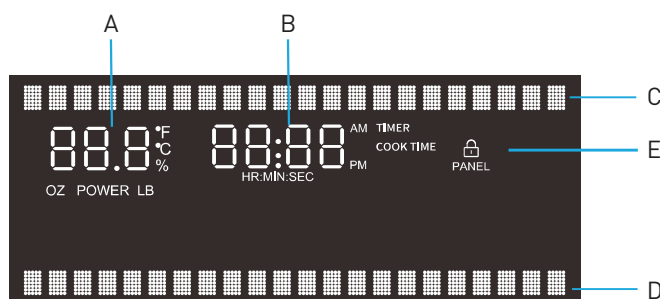 A B
C
88.8 °F °C %
88:88 AM PM TIMER
COOK TIME
E
PANEL
HR:MIN:SEC
OZ POWER LB
D